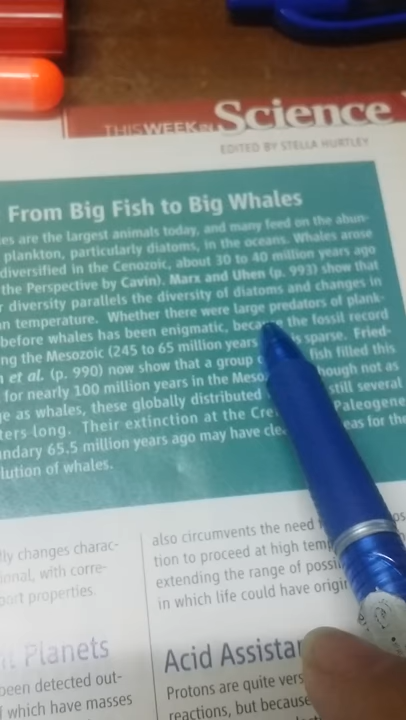 THIS WEEK IN Science
EDITED BY STELLA HURTLEY
From Big Fish to Big Whales
es are the largest animals today, and many feed on the abun-
plankton, particularly diatoms, in the oceans. Whales arose
diversified in the Cenozoic, about 30 to 40 million years ago
the Perspective by Cavin). Marx and Uhen (p. 993) show that
r diversity parallels the diversity of diatoms and changes in
n temperature. Whether there were large predators of plank-
before whales has been enigmatic, because the fossil record
ng the Mesozoic (245 to 65 million years is sparse. Fried-
et al. (p. 990) now show that a group fish filled this
for nearly 100 million years in the Meso hough not as
ge as whales, these globally distributed still several
ters long. Their extinction at the Cre Paleogene
undary 65.5 million years ago may have cle eas for the
lution of whales.
lly changes charac-
ional, with corre-
port properties.
also circumvents the need
tion to proceed at high temp
extending the range of possi
in which life could have origi
t Planets
been detected out-
f which have masses
Acid Assista
Protons are quite vers
reactions, but because